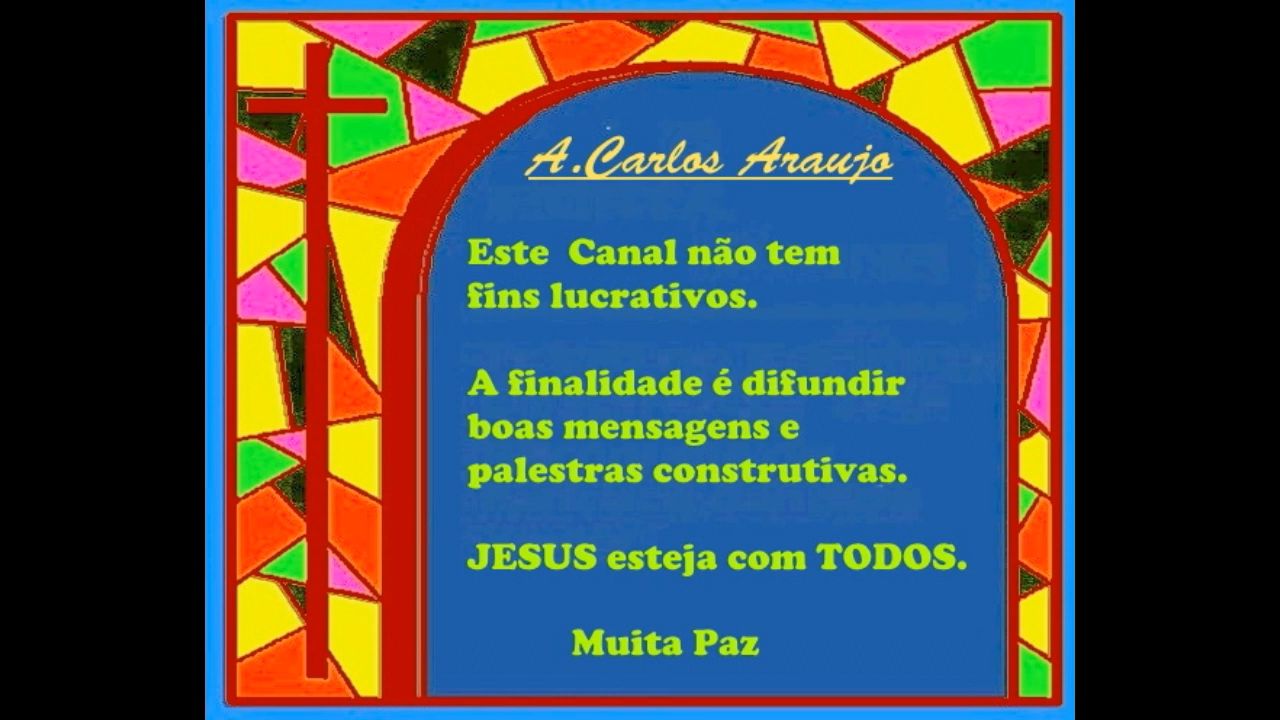 A.Carlos Araujo
Este Canal não tem
fins lucrativos.
A finalidade é difundir
boas mensagens e
palestras construtivas.
JESUS esteja com TODOS.
Muita Paz